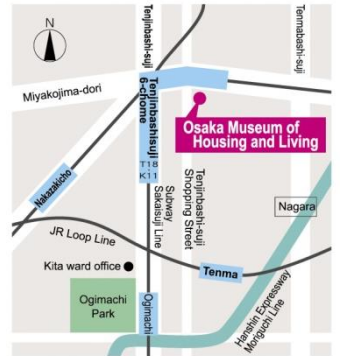 N
Tenjinbashi-suji
Tenmabashi-suji
Miyakojima-dori
Tenjinbashisuji
6-chome
T18
K11
Osaka Museum of
Housing and Living
Nakazakicho
Subway
Sakaisuji Line
Tenjinbashi-suji
Shopping Street
Nagara
JR Loop Line
Kita ward office
Tenma
Ogimachi
Park
Ogimachi
Hanshin Expressway
Moriguchi Line